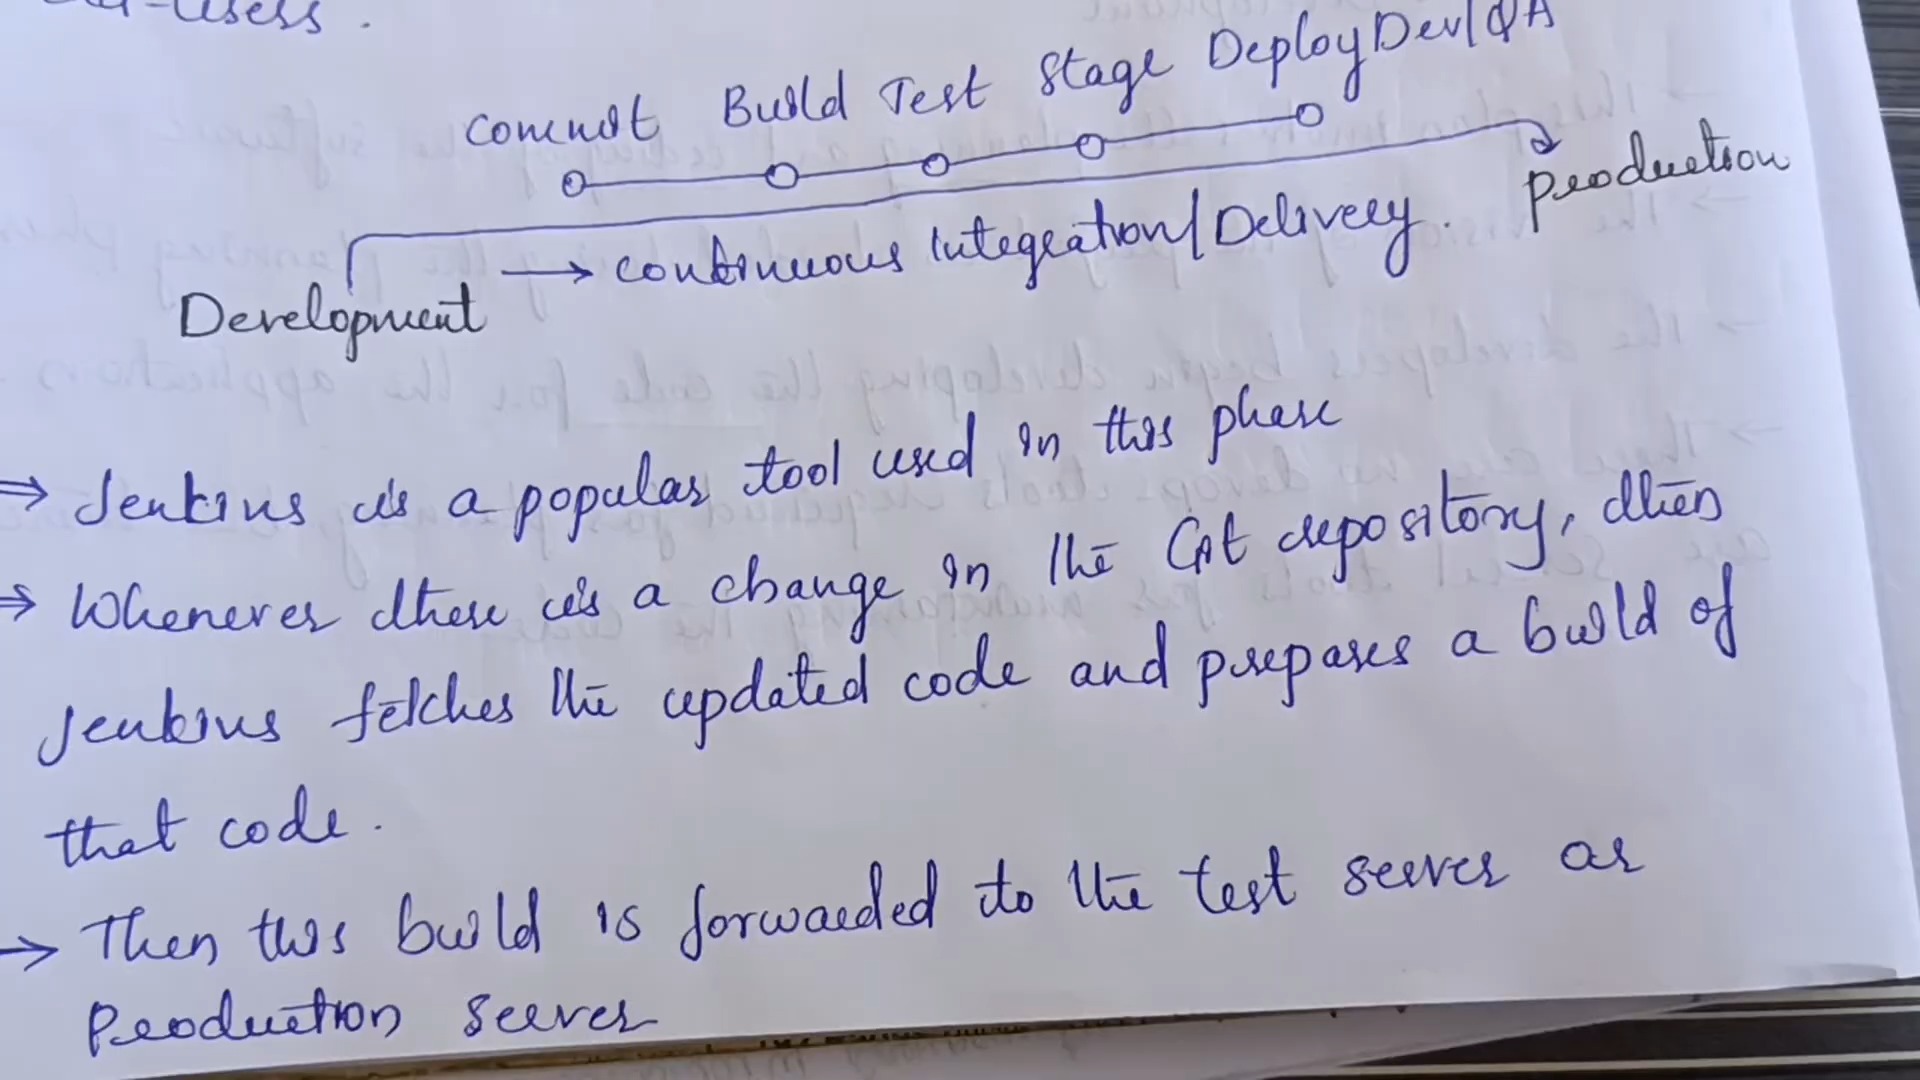 Commit Build Test Stage Deploy Dev/QA
Production
→ Continuous Integration/Delivery.
Development
⇒ Jenkins is a popular tool used in this phase
⇒ Whenever there is a change in the Git repository, then
Jenkins fetches the updated code and prepares a build of
that code.
→ Then this build is forwarded to the test server or
Production server